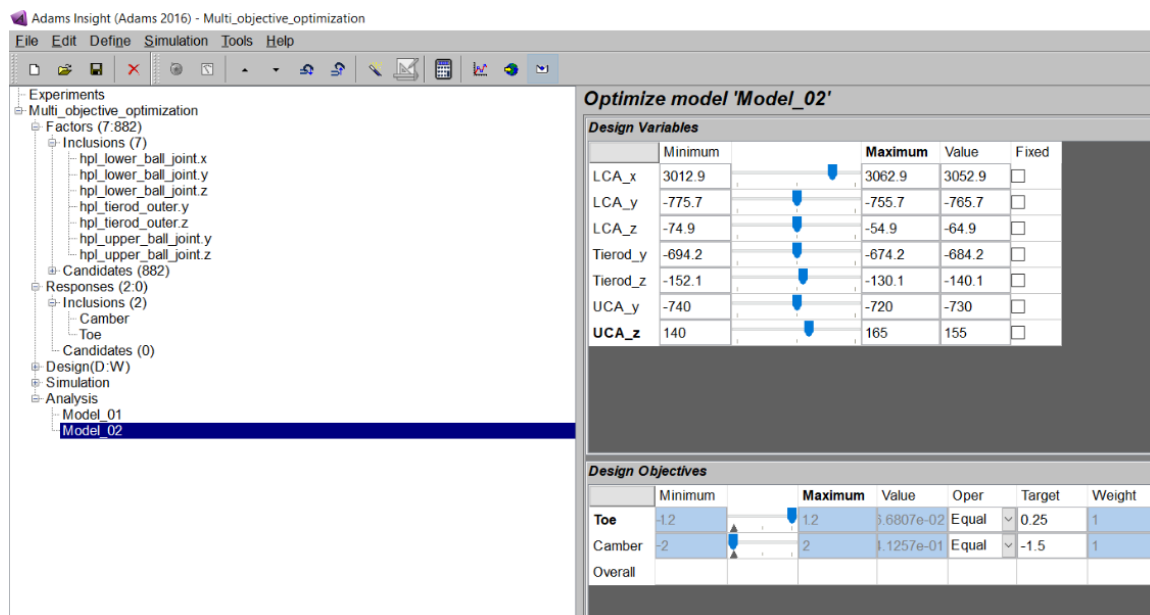 Adams Insight (Adams 2016) - Multi_objective_optimization
File Edit Define Simulation Tools Help
Experiments
Multi_objective_optimization
Factors (7:882)
Inclusions (7)
hpl_lower_ball_joint.x
hpl_lower_ball_joint.y
hpl_lower_ball_joint.z
hpl_tierod_outer.y
hpl_tierod_outer.z
hpl_upper_ball_joint.y
hpl_upper_ball_joint.z
Candidates (882)
Responses (2:0)
Inclusions (2)
Camber
Toe
Candidates (0)
Design(D:W)
Simulation
Analysis
Model_01
Model_02
Optimize model 'Model_02'
Design Variables
Minimum Maximum Value Fixed
LCA_x 3012.9 3062.9 3052.9
LCA_y -775.7 -755.7 -765.7
LCA_z -74.9 -54.9 -64.9
Tierod_y -694.2 -674.2 -684.2
Tierod_z -152.1 -130.1 -140.1
UCA_y -740 -720 -730
UCA_z 140 165 155
Design Objectives
Minimum Maximum Value Oper Target Weight
Toe -1.2 1.2 .6807e-02 Equal 0.25 1
Camber -2 2 .1257e-01 Equal -1.5 1
Overall